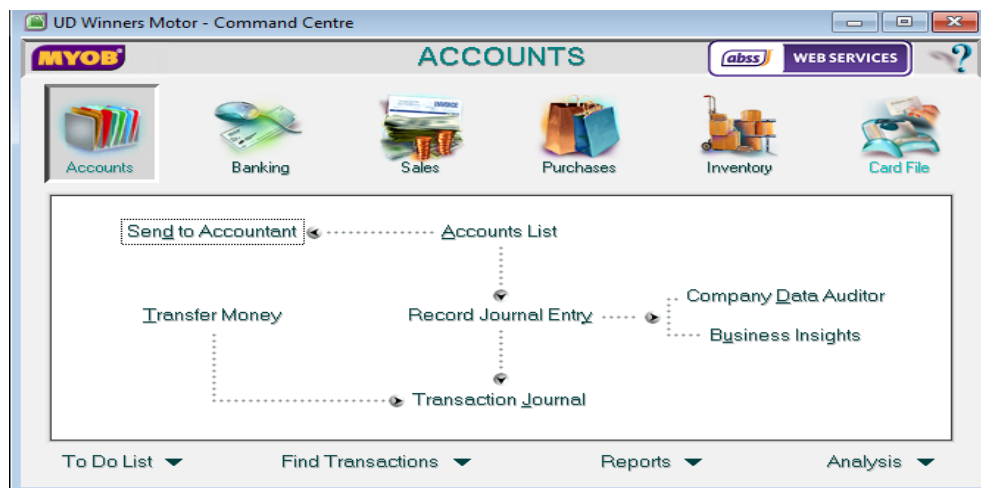 UD Winners Motor - Command Centre
MYOB ACCOUNTS abss WEB SERVICES ?
INVOICE
Accounts Banking Sales Purchases Inventory Card File
Send to Accountant Accounts List
Company Data Auditor
Transfer Money Record Journal Entry
Business Insights
Transaction Journal
To Do List Find Transactions Reports Analysis